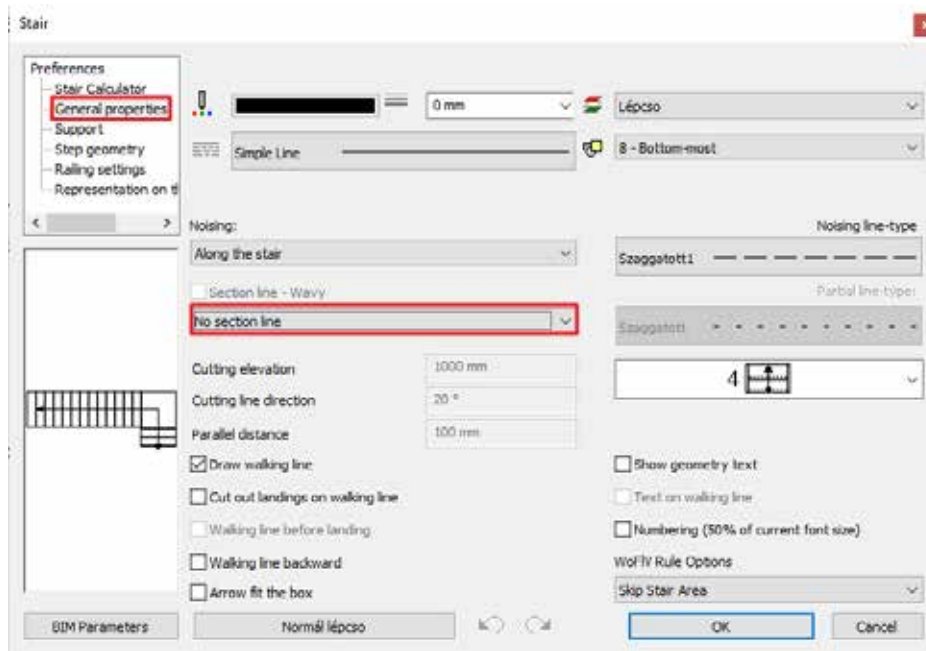 Stair
Preferences
Stair Calculator
General properties
Support
Step geometry
Railing settings
Representation on t
0 mm
Lépcso
Simple Line
8 - Bottom-most
Noising:
Noising line-type
Along the stair
Szaggatott1
Section line - Wavy
Partial line-type:
No section line
Szaggatott
Cutting elevation
1000 mm
4
Cutting line direction
20 °
Parallel distance
100 mm
Draw walking line
Show geometry text
Cut out landings on walking line
Text on walking line
Walking line before landing
Numbering (50% of current font size)
Walking line backward
WoFlV Rule Options
Arrow fit the box
Skip Stair Area
BIM Parameters
Normál lépcso
OK
Cancel